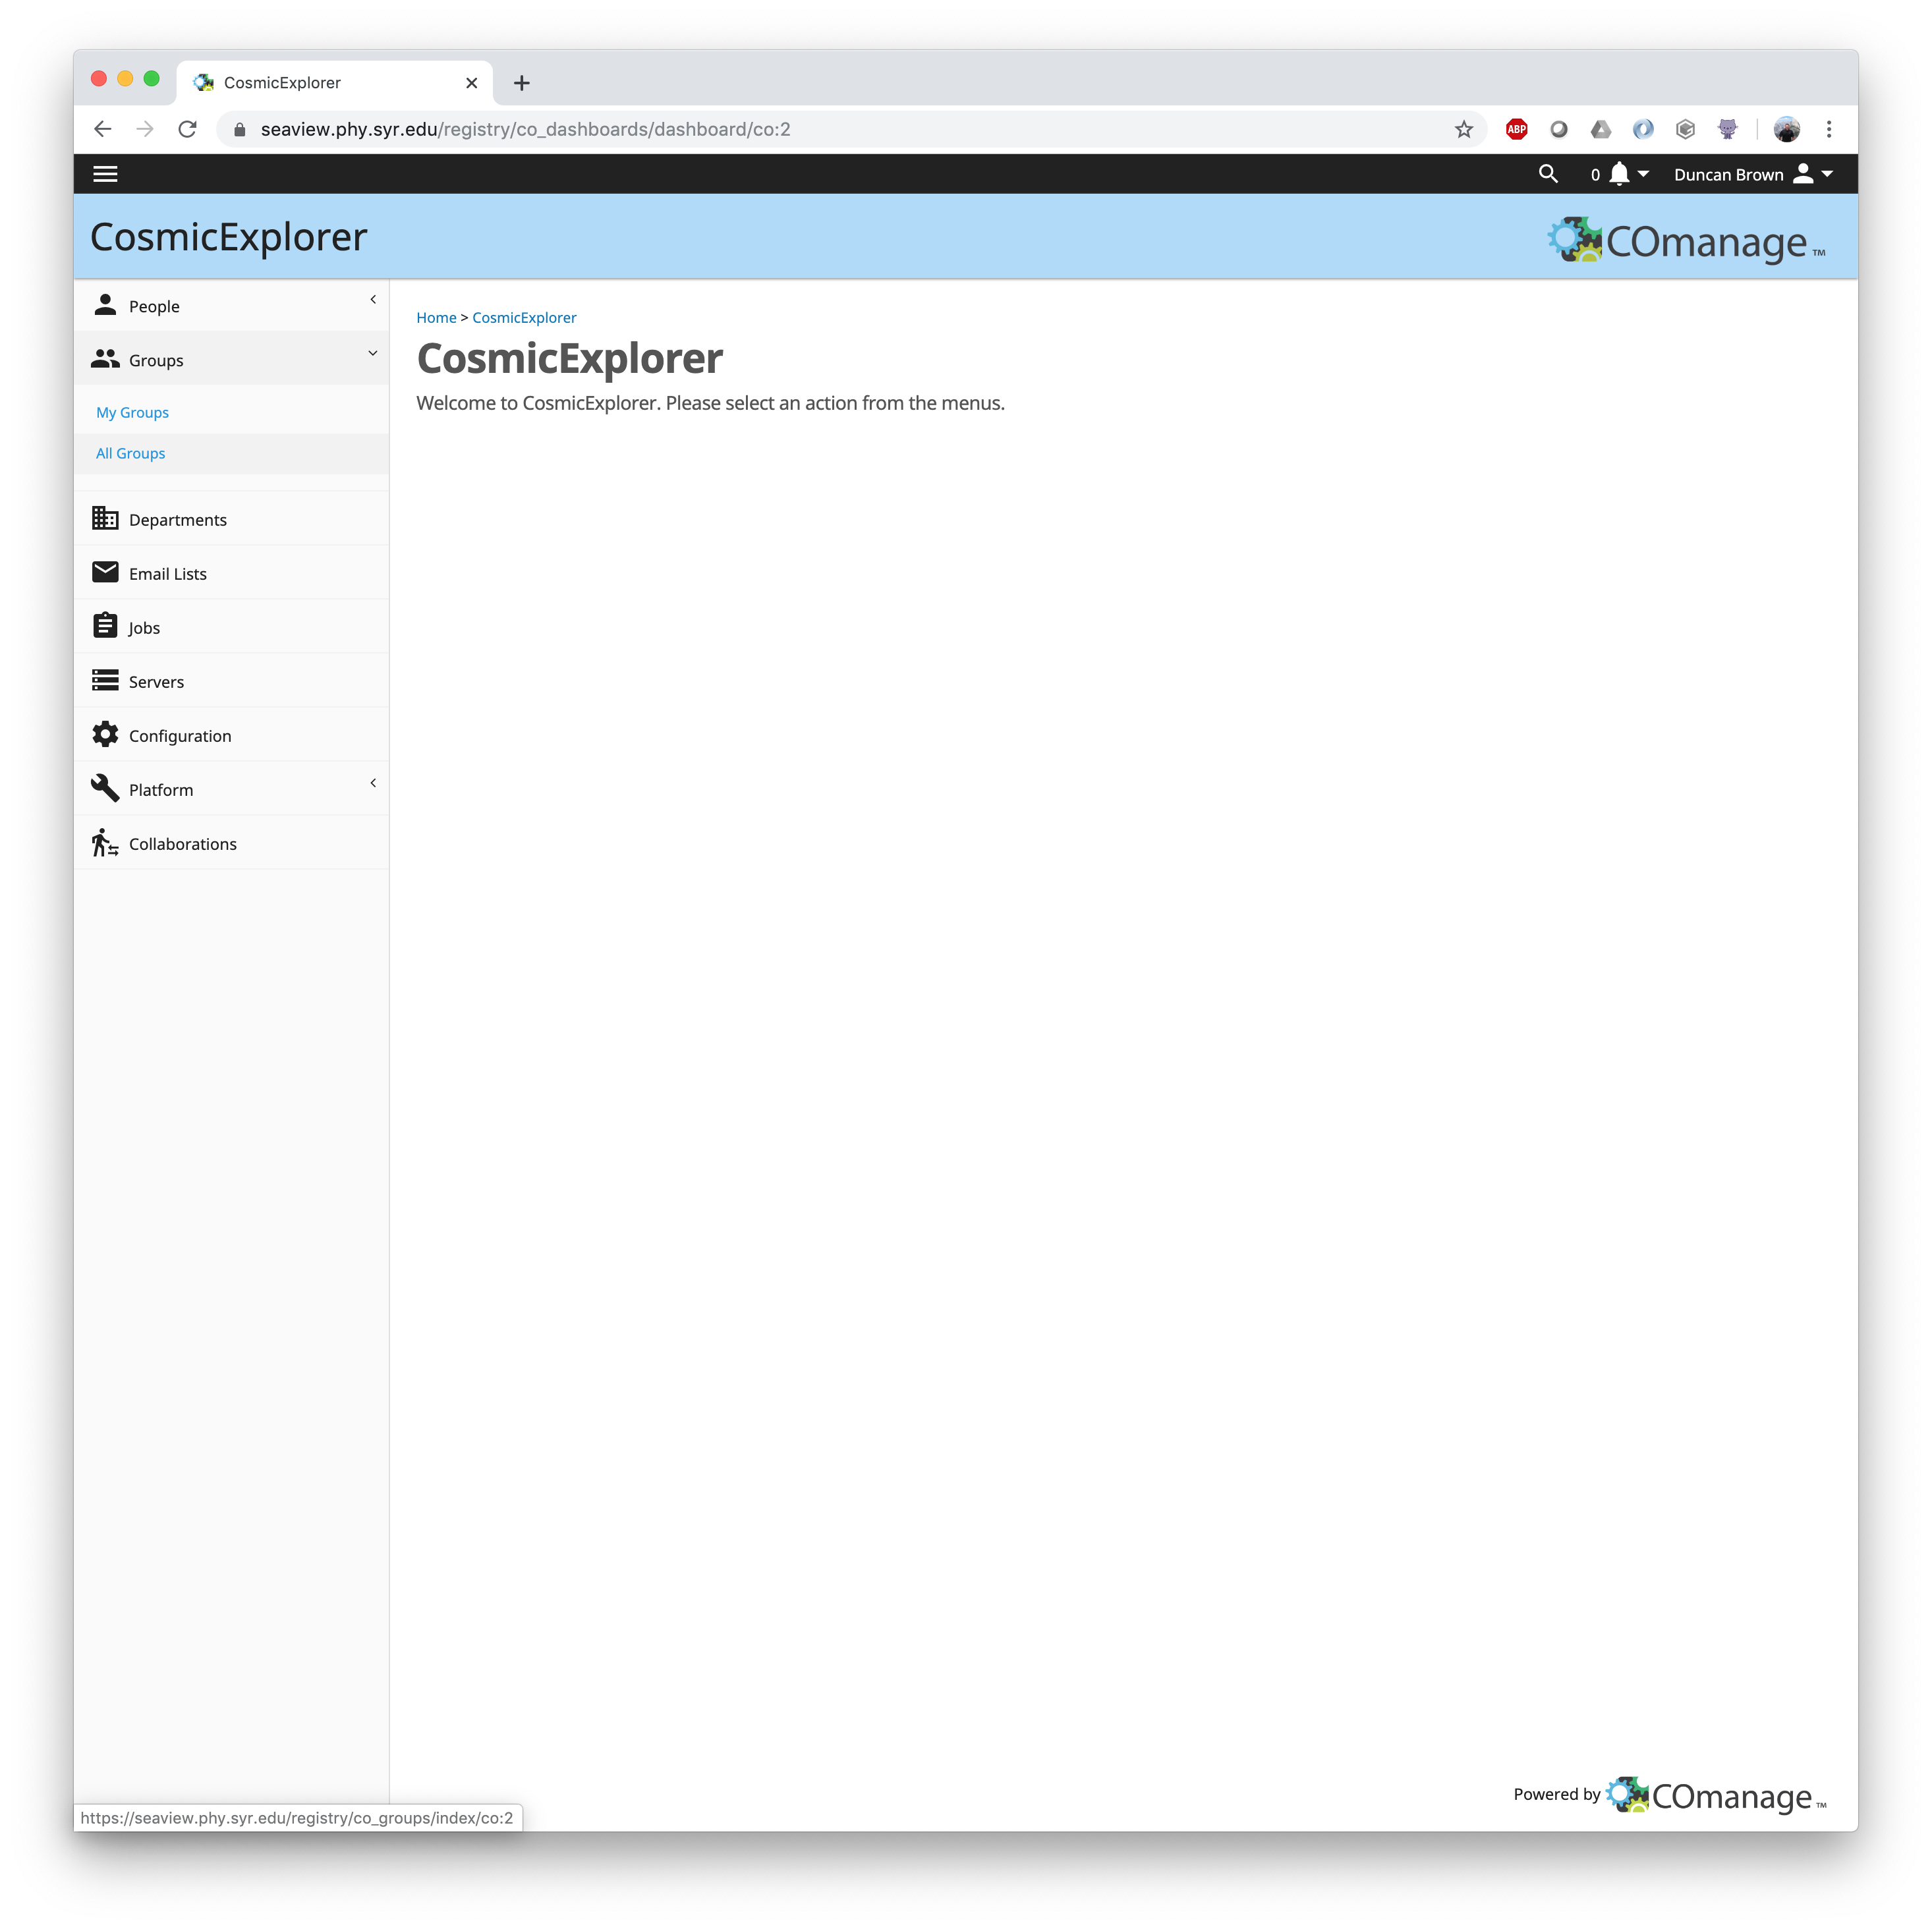 CosmicExplorer
seaview.phy.syr.edu/registry/co_dashboards/dashboard/co:2
ABP
0
Duncan Brown
CosmicExplorer
COmanage TM
People
Groups
My Groups
All Groups
Departments
Email Lists
Jobs
Servers
Configuration
Platform
Collaborations
Home > CosmicExplorer
CosmicExplorer
Welcome to CosmicExplorer. Please select an action from the menus.
Powered by COmanage TM
https://seaview.phy.syr.edu/registry/co_groups/index/co:2